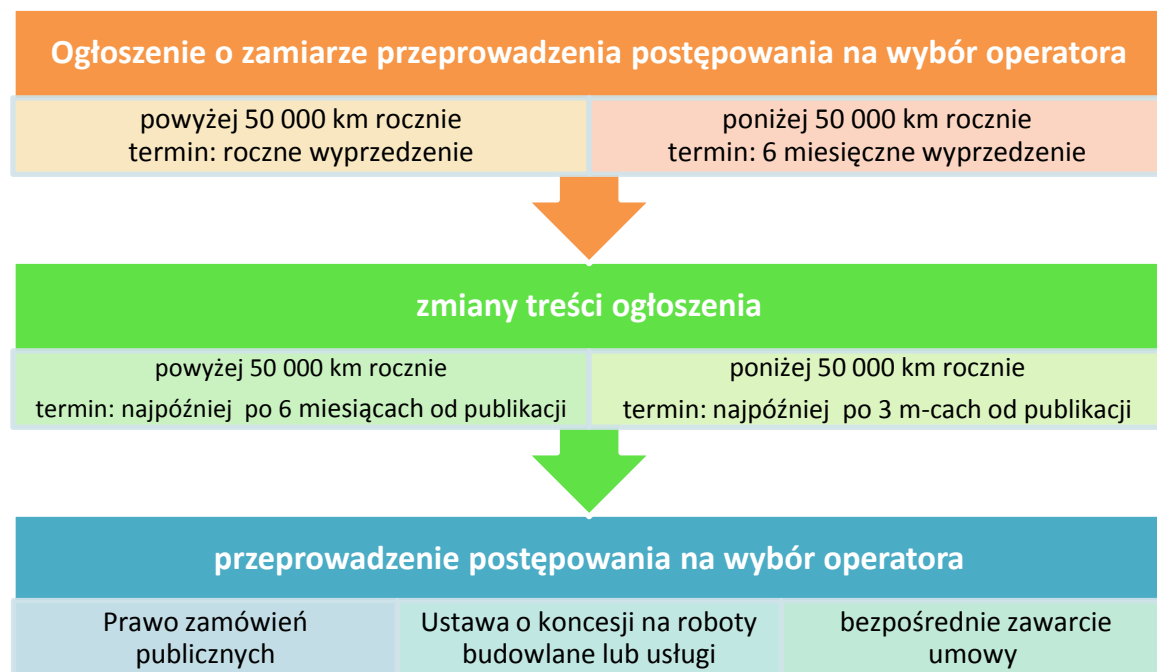 Ogłoszenie o zamiarze przeprowadzenia postępowania na wybór operatora
powyżej 50 000 km rocznie
termin: roczne wyprzedzenie
poniżej 50 000 km rocznie
termin: 6 miesięczne wyprzedzenie
zmiany treści ogłoszenia
powyżej 50 000 km rocznie
termin: najpóźniej  po 6 miesiącach od publikacji
poniżej 50 000 km rocznie
termin: najpóźniej  po 3 m-cach od publikacji
przeprowadzenie postępowania na wybór operatora
Prawo zamówień
publicznych
Ustawa o koncesji na roboty
budowlane lub usługi
bezpośrednie zawarcie
umowy